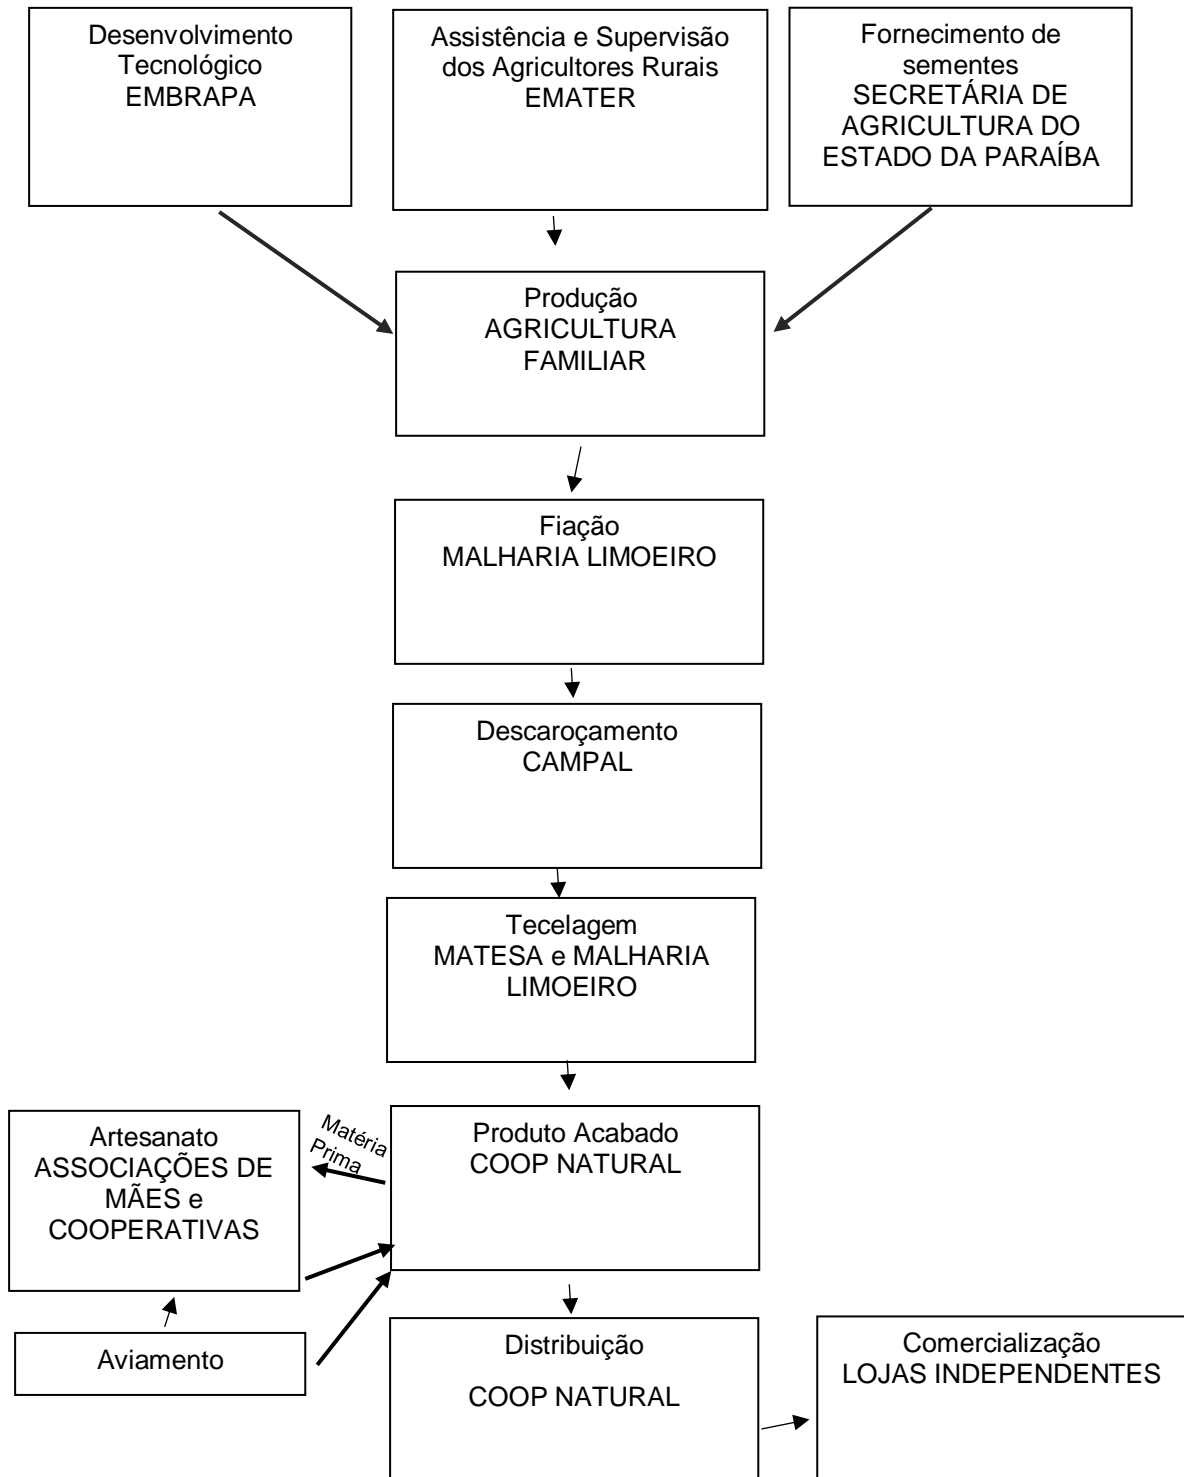 Desenvolvimento
Tecnológico
EMBRAPA
Assistência e Supervisão
dos Agricultores Rurais
EMATER
Fornecimento de
sementes
SECRETÁRIA DE
AGRICULTURA DO
ESTADO DA PARAÍBA
Produção
AGRICULTURA
FAMILIAR
Fiação
MALHARIA LIMOEIRO
Descaroçamento
CAMPAL
Tecelagem
MATESA e MALHARIA
LIMOEIRO
Artesanato
ASSOCIAÇÕES DE
MÃES e
COOPERATIVAS
Matéria
Prima
Produto Acabado
COOP NATURAL
Aviamento
Distribuição
COOP NATURAL
Comercialização
LOJAS INDEPENDENTES